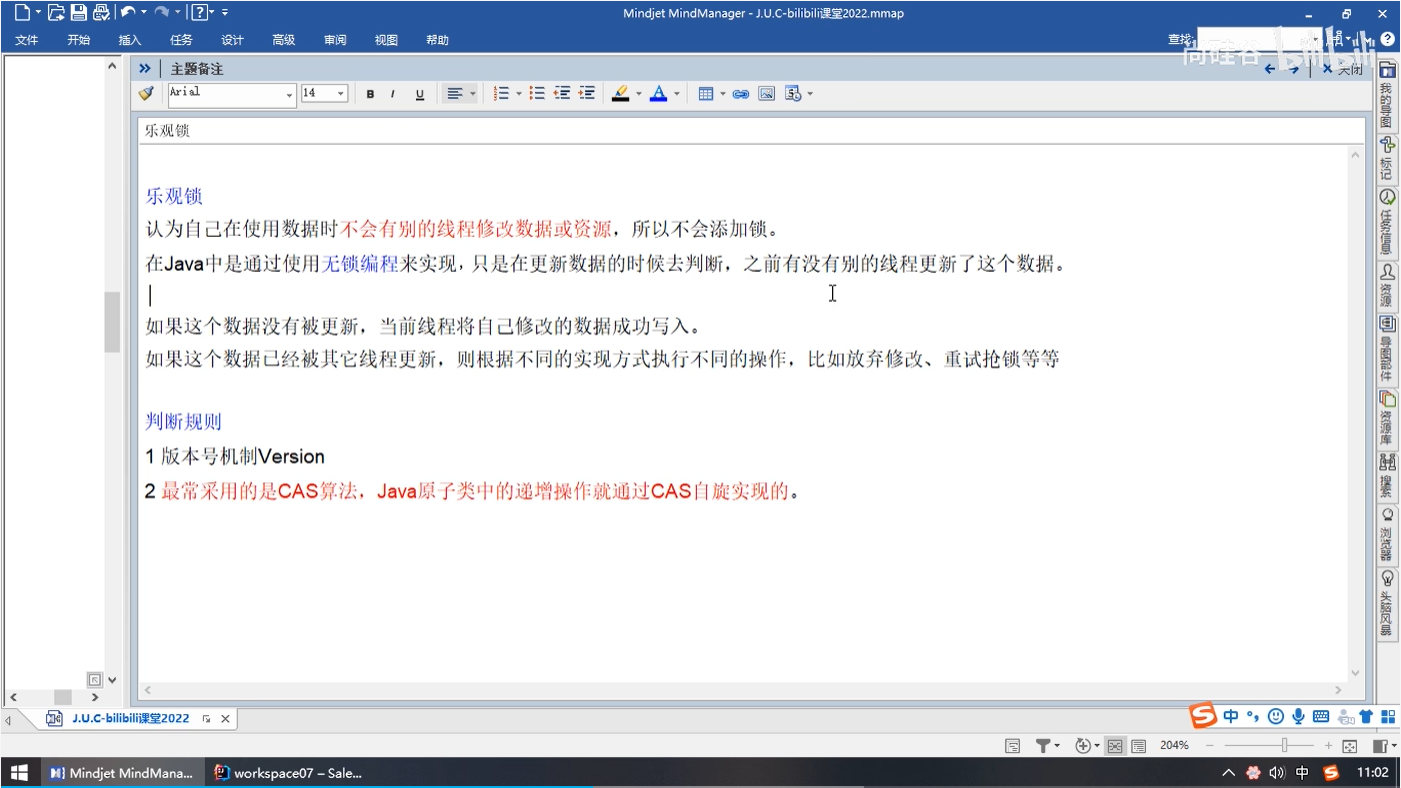 Mindjet MindManager - J.U.C-bilibili课堂2022.mmap
文件 开始 插入 任务 设计 高级 审阅 视图 帮助 查找:
尚硅谷 bilibili
» 主题备注 关闭
Arial 14 B I U A
乐观锁
乐观锁
认为自己在使用数据时不会有别的线程修改数据或资源，所以不会添加锁。
在Java中是通过使用无锁编程来实现，只是在更新数据的时候去判断，之前有没有别的线程更新了这个数据。
如果这个数据没有被更新，当前线程将自己修改的数据成功写入。
如果这个数据已经被其它线程更新，则根据不同的实现方式执行不同的操作，比如放弃修改、重试抢锁等等
判断规则
1 版本号机制Version
2 最常采用的是CAS算法，Java原子类中的递增操作就通过CAS自旋实现的。
我的导图
标记
任务信息
资源
导图部件
资源库
搜索
浏览器
头脑风暴
J.U.C-bilibili课堂2022
中
204%
Mindjet MindMana... workspace07 – Sale... 中 11:02